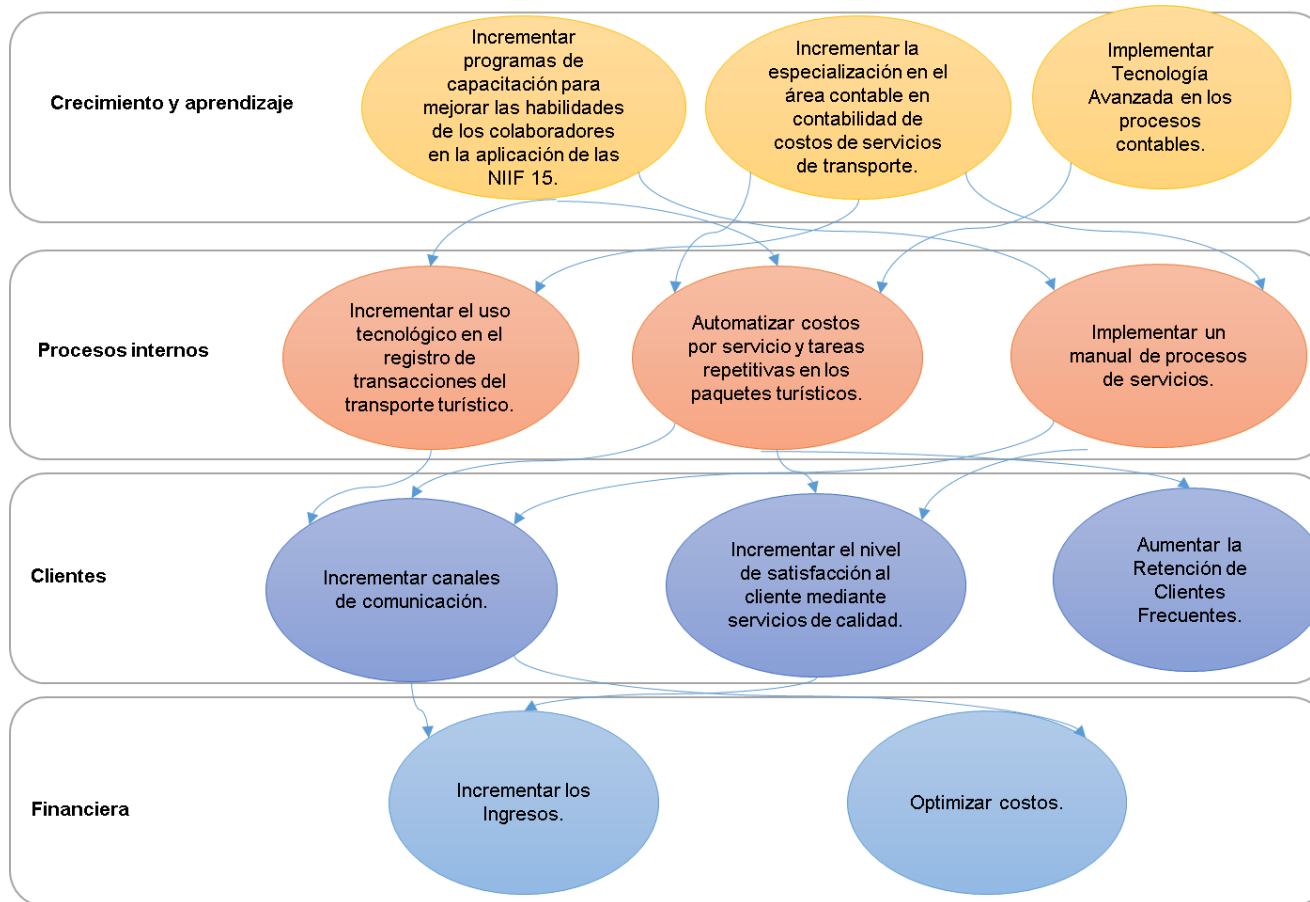 Crecimiento y aprendizaje
Incrementar
programas de
capacitación para
mejorar las habilidades
de los colaboradores
en la aplicación de las
NIIF 15.
Incrementar la
especialización en el
área contable en
contabilidad de
costos de servicios
de transporte.
Implementar
Tecnología
Avanzada en los
procesos
contables.
Procesos internos
Incrementar el uso
tecnológico en el
registro de
transacciones del
transporte turístico.
Automatizar costos
por servicio y tareas
repetitivas en los
paquetes turísticos.
Implementar un
manual de procesos
de servicios.
Clientes
Incrementar canales
de comunicación.
Incrementar el nivel
de satisfacción al
cliente mediante
servicios de calidad.
Aumentar la
Retención de
Clientes
Frecuentes.
Financiera
Incrementar los
Ingresos.
Optimizar costos.